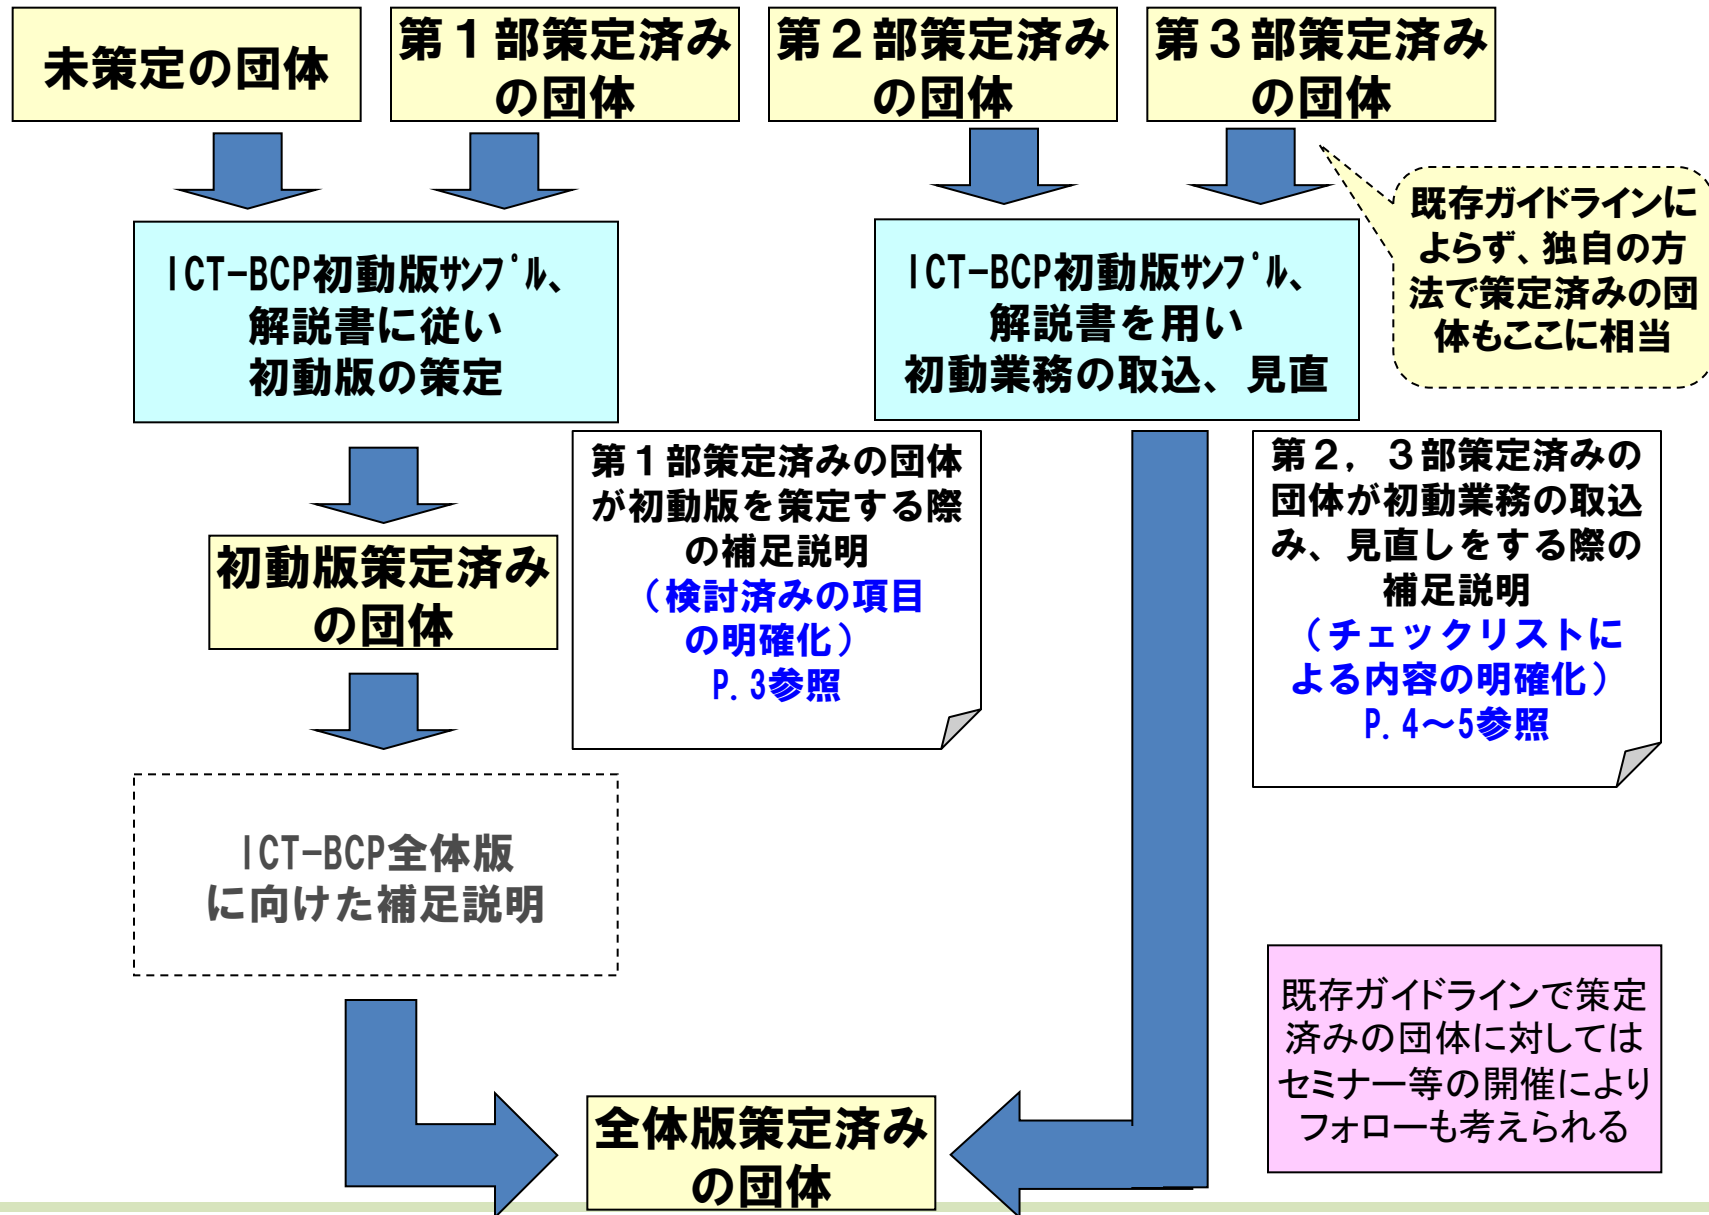 未策定の団体
第１部策定済み
の団体
第２部策定済み
の団体
第３部策定済み
の団体
既存ガイドラインに
よらず、独自の方
法で策定済みの団
体もここに相当
ICT-BCP初動版ｻﾝﾌﾟﾙ、
解説書に従い
初動版の策定
ICT-BCP初動版ｻﾝﾌﾟﾙ、
解説書を用い
初動業務の取込、見直
第１部策定済みの団体
が初動版を策定する際
の補足説明
（検討済みの項目
の明確化）
P.3参照
第２，３部策定済みの
団体が初動業務の取込
み、見直しをする際の
補足説明
（チェックリストに
よる内容の明確化）
P.4～5参照
初動版策定済み
の団体
ICT-BCP全体版
に向けた補足説明
既存ガイドラインで策定
済みの団体に対しては
セミナー等の開催により
フォローも考えられる
全体版策定済み
の団体